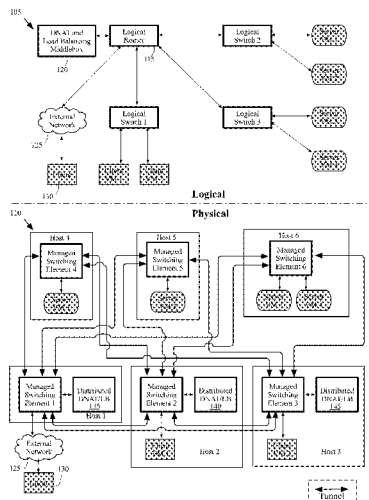 105
DNAT and
Load Balancing
Middlebox
120
Logical
Router
115
Logical
Switch 2
External
Network
125
130
Logical
Switch 1
Logical
Switch 3
Logical
Physical
100
Host 4
Managed
Switching
Element 4
Host 5
Managed
Switching
Element 5
Host 6
Managed
Switching
Element 6
Managed
Switching
Element 1
Distributed
DNAT/LB
135
Host 1
Managed
Switching
Element 2
Distributed
DNAT/LB
140
Host 2
Managed
Switching
Element 3
Distributed
DNAT/LB
145
Host 3
External
Network
125
130
Tunnel